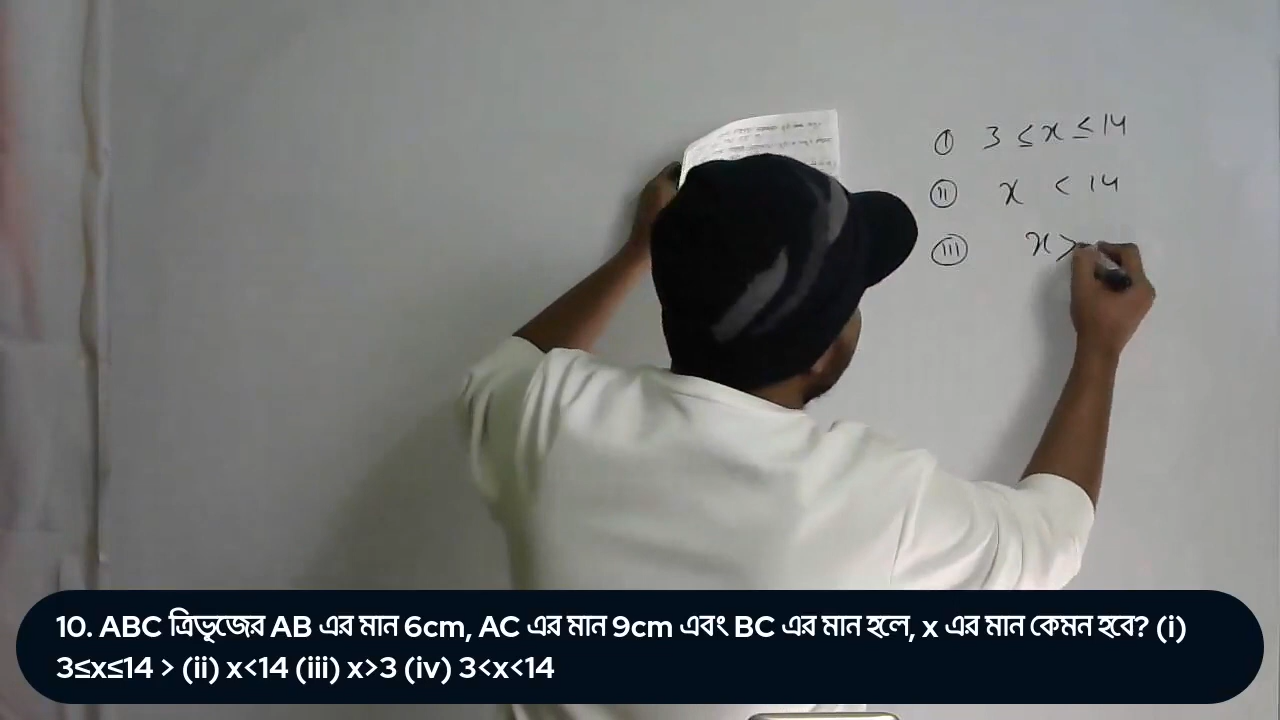 (i) 3 ≤ x ≤ 14
(ii) x < 14
(iii) x >
10. ABC ত্রিভূজের AB এর মান 6cm, AC এর মান 9cm এবং BC এর মান হলে, x এর মান কেমন হবে? (i)
3≤x≤14 > (ii) x<14 (iii) x>3 (iv) 3<x<14